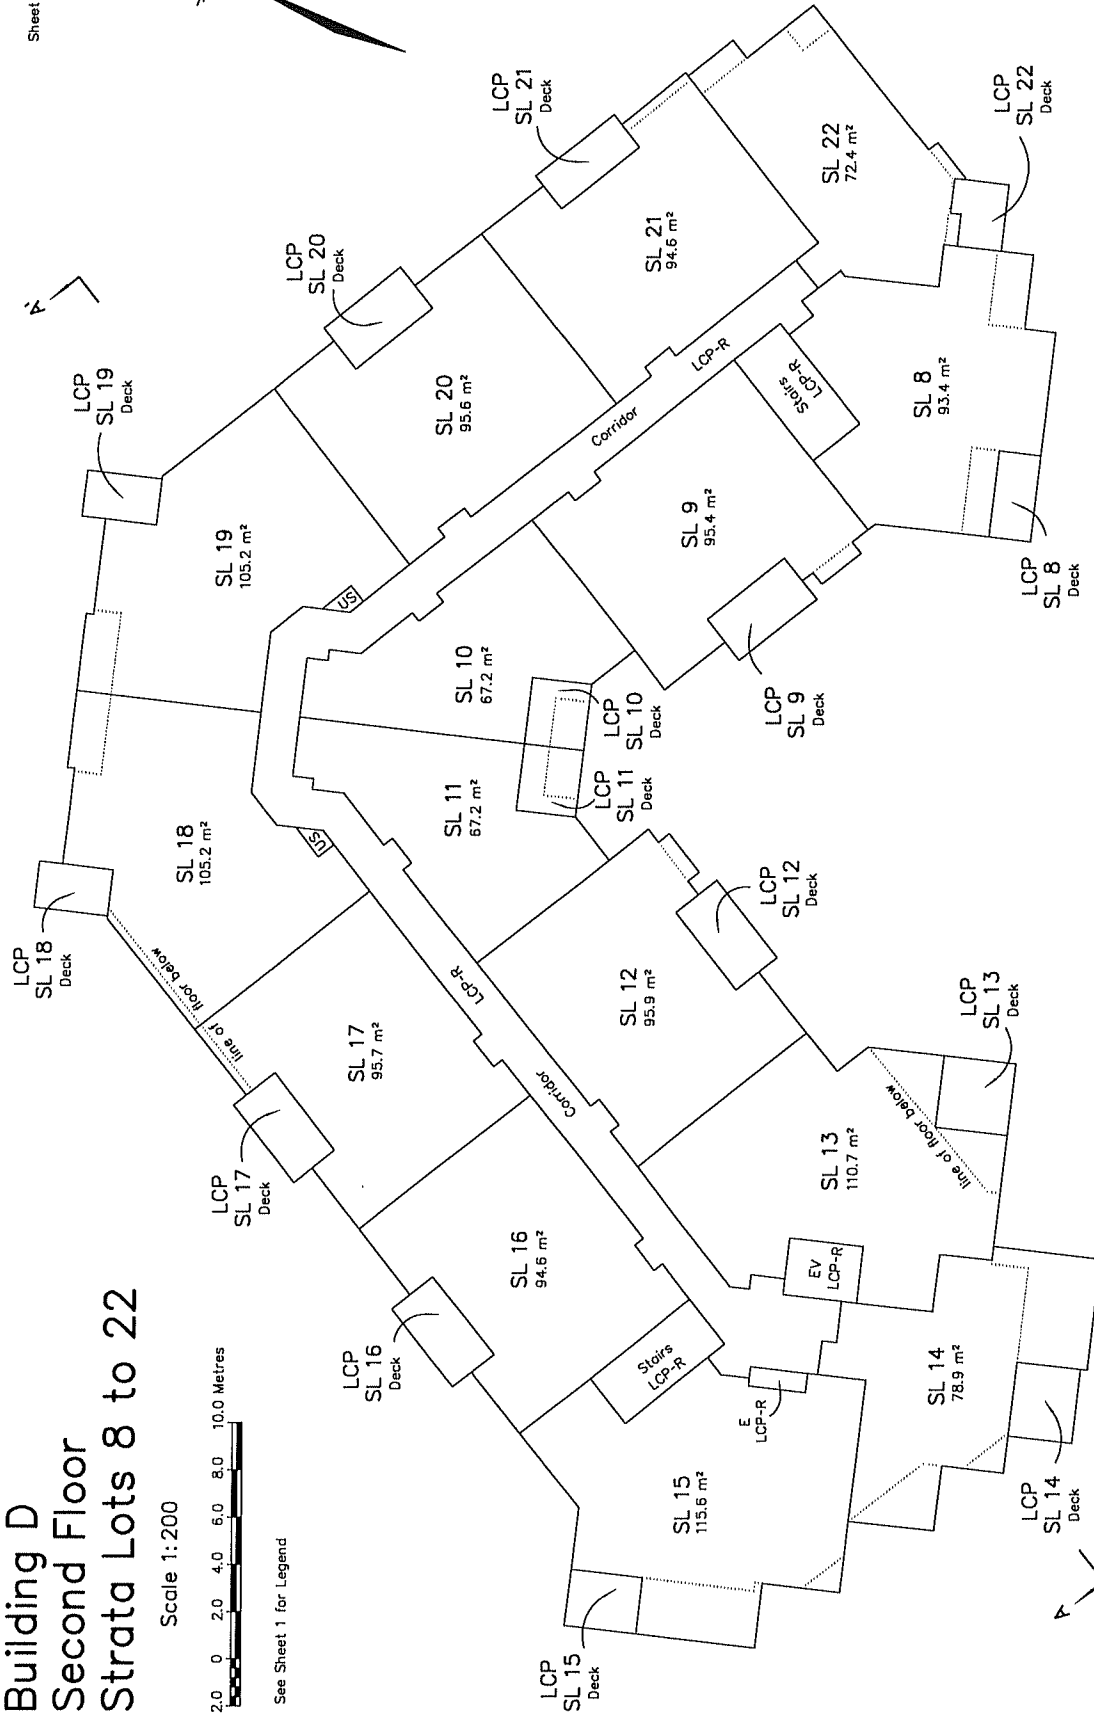 Building D
Second Floor
Strata Lots 8 to 22
Scale 1:200
2.0 0 2.0 4.0 6.0 8.0 10.0 Metres
See Sheet 1 for Legend
Sheet
A'
LCP
SL 18
Deck
LCP
SL 19
Deck
LCP
SL 20
Deck
LCP
SL 21
Deck
LCP
SL 22
Deck
SL 18
105.2 m²
SL 19
105.2 m²
SL 20
95.6 m²
SL 21
94.6 m²
SL 22
72.4 m²
line of floor below
US
US
LCP
SL 17
Deck
SL 17
95.7 m²
LCP-R
Corridor
Corridor
LCP-R
Stairs
LCP-R
SL 8
93.4 m²
LCP
SL 8
Deck
SL 9
95.4 m²
LCP
SL 9
Deck
SL 10
67.2 m²
LCP
SL 10
Deck
SL 11
67.2 m²
LCP
SL 11
Deck
SL 12
95.9 m²
LCP
SL 12
Deck
LCP
SL 16
Deck
SL 16
94.6 m²
Stairs
LCP-R
SL 13
110.7 m²
line of floor below
LCP
SL 13
Deck
EV
LCP-R
E
LCP-R
SL 14
78.9 m²
LCP
SL 14
Deck
SL 15
115.6 m²
LCP
SL 15
Deck
A